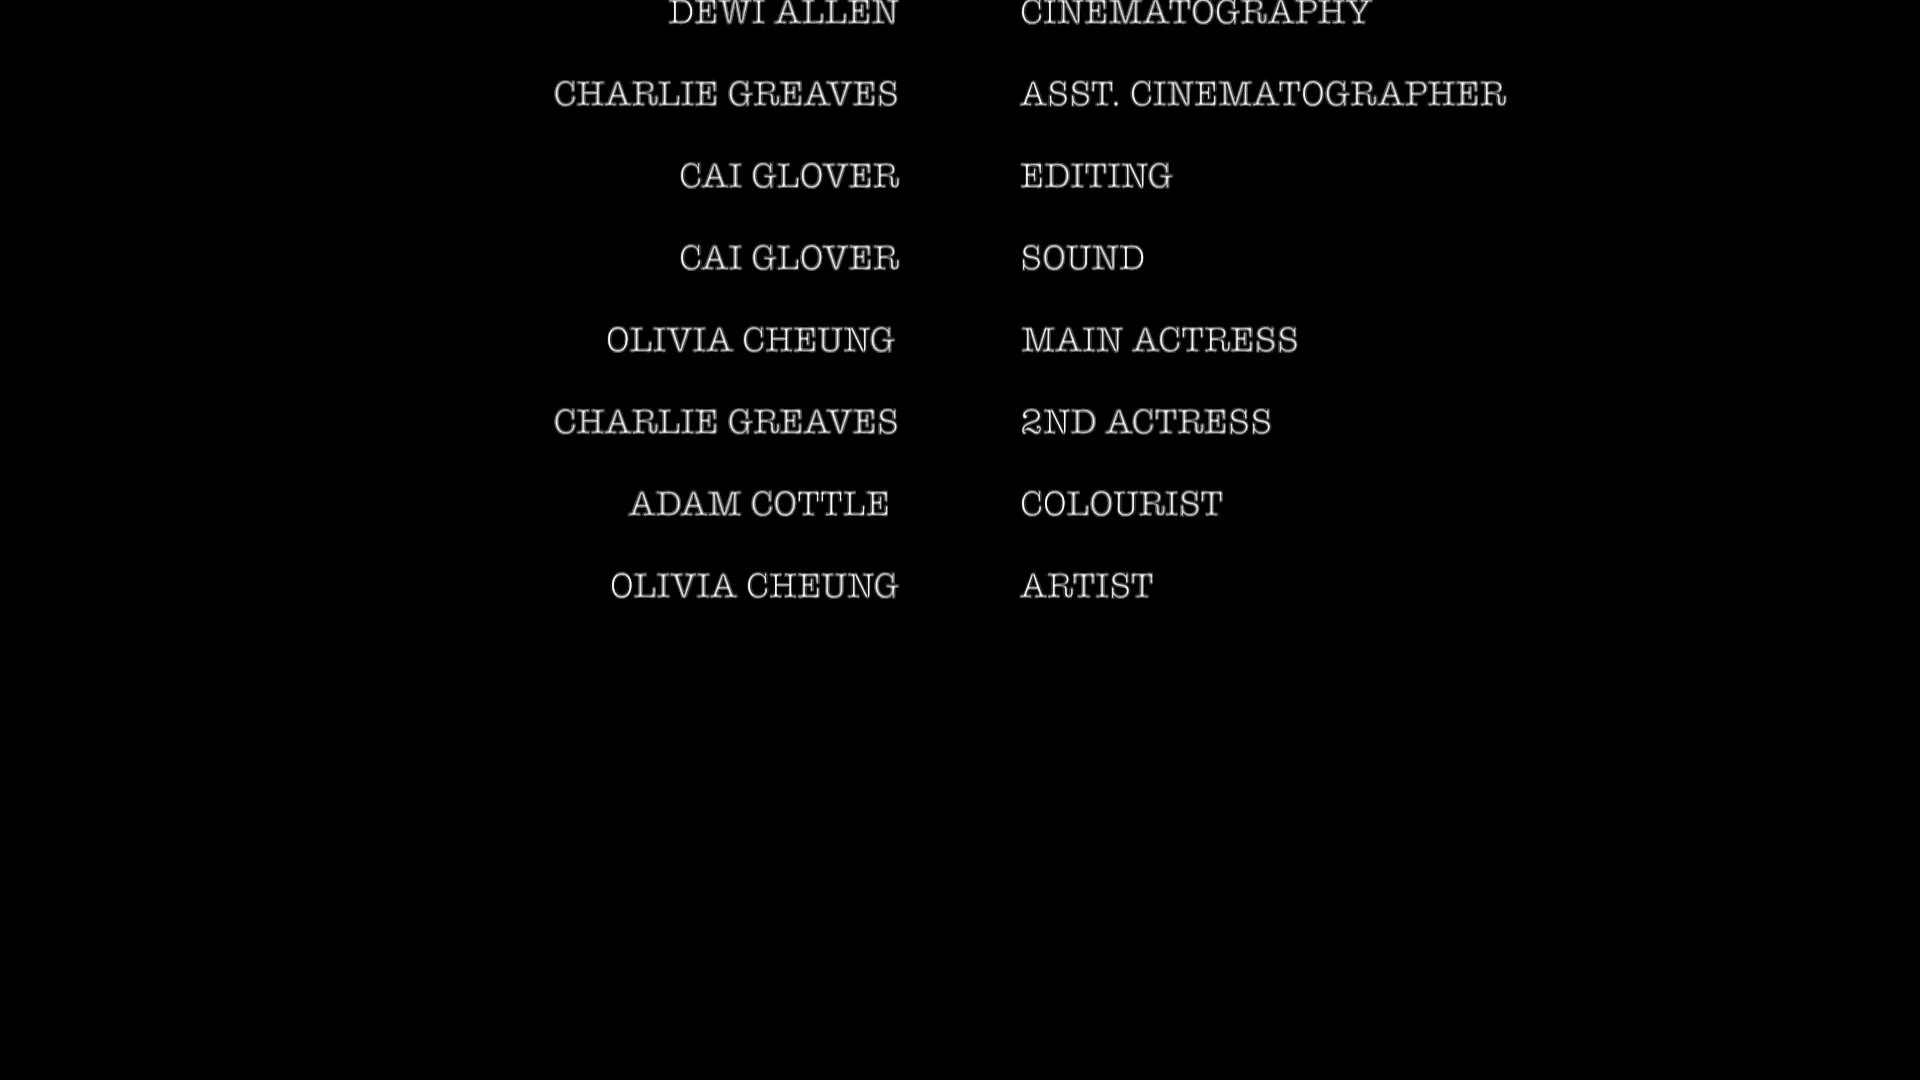 DEWI ALLEN CINEMATOGRAPHY
CHARLIE GREAVES ASST. CINEMATOGRAPHER
CAI GLOVER EDITING
CAI GLOVER SOUND
OLIVIA CHEUNG MAIN ACTRESS
CHARLIE GREAVES 2ND ACTRESS
ADAM COTTLE COLOURIST
OLIVIA CHEUNG ARTIST